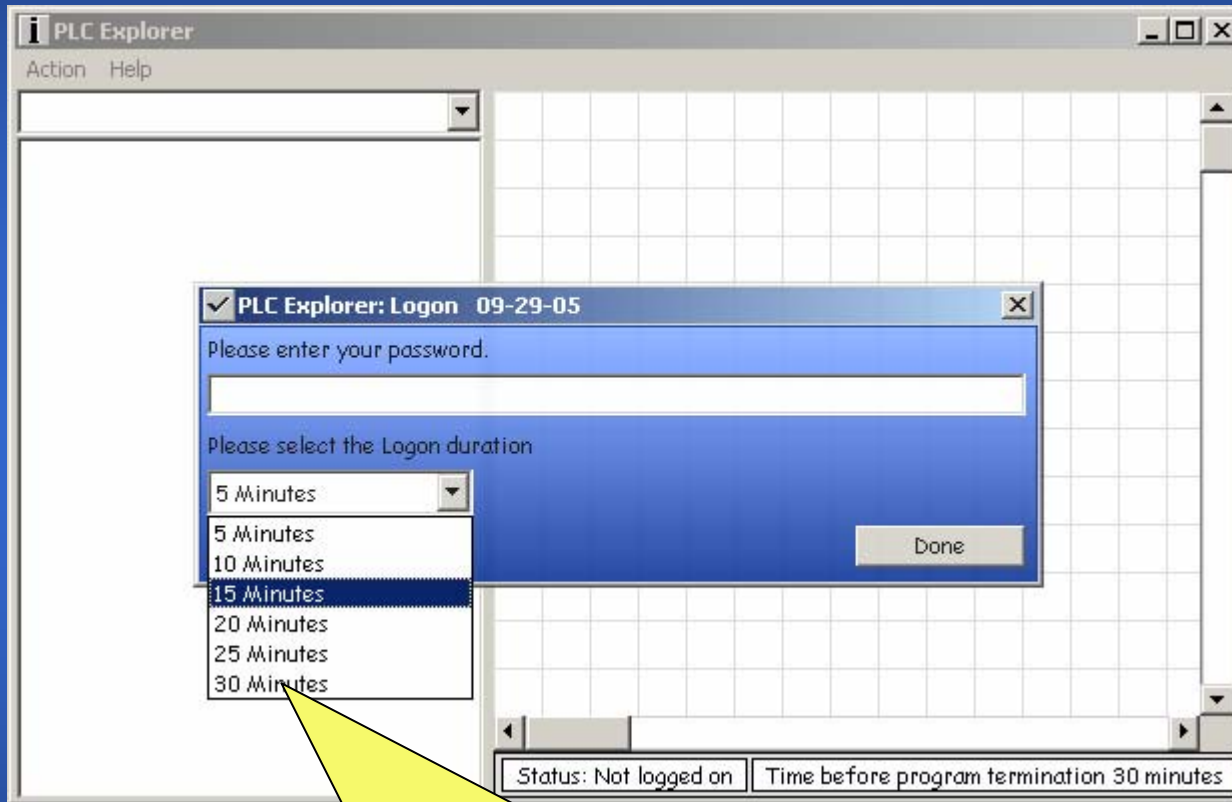 PLC Explorer
Action Help
PLC Explorer: Logon 09-29-05
Please enter your password.
Please select the Logon duration
5 Minutes
5 Minutes
10 Minutes
15 Minutes
20 Minutes
25 Minutes
30 Minutes
Done
Status: Not logged on
Time before program termination 30 minutes